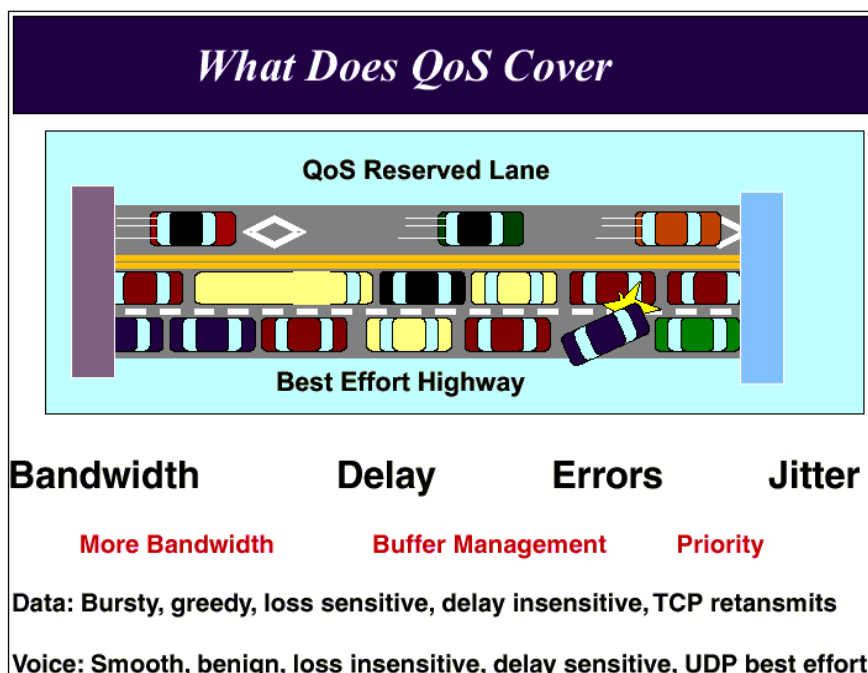 What Does QoS Cover
QoS Reserved Lane
Best Effort Highway
Bandwidth Delay Errors Jitter
More Bandwidth Buffer Management Priority
Data: Bursty, greedy, loss sensitive, delay insensitive, TCP retansmits
Voice: Smooth, benign, loss insensitive, delay sensitive, UDP best effort